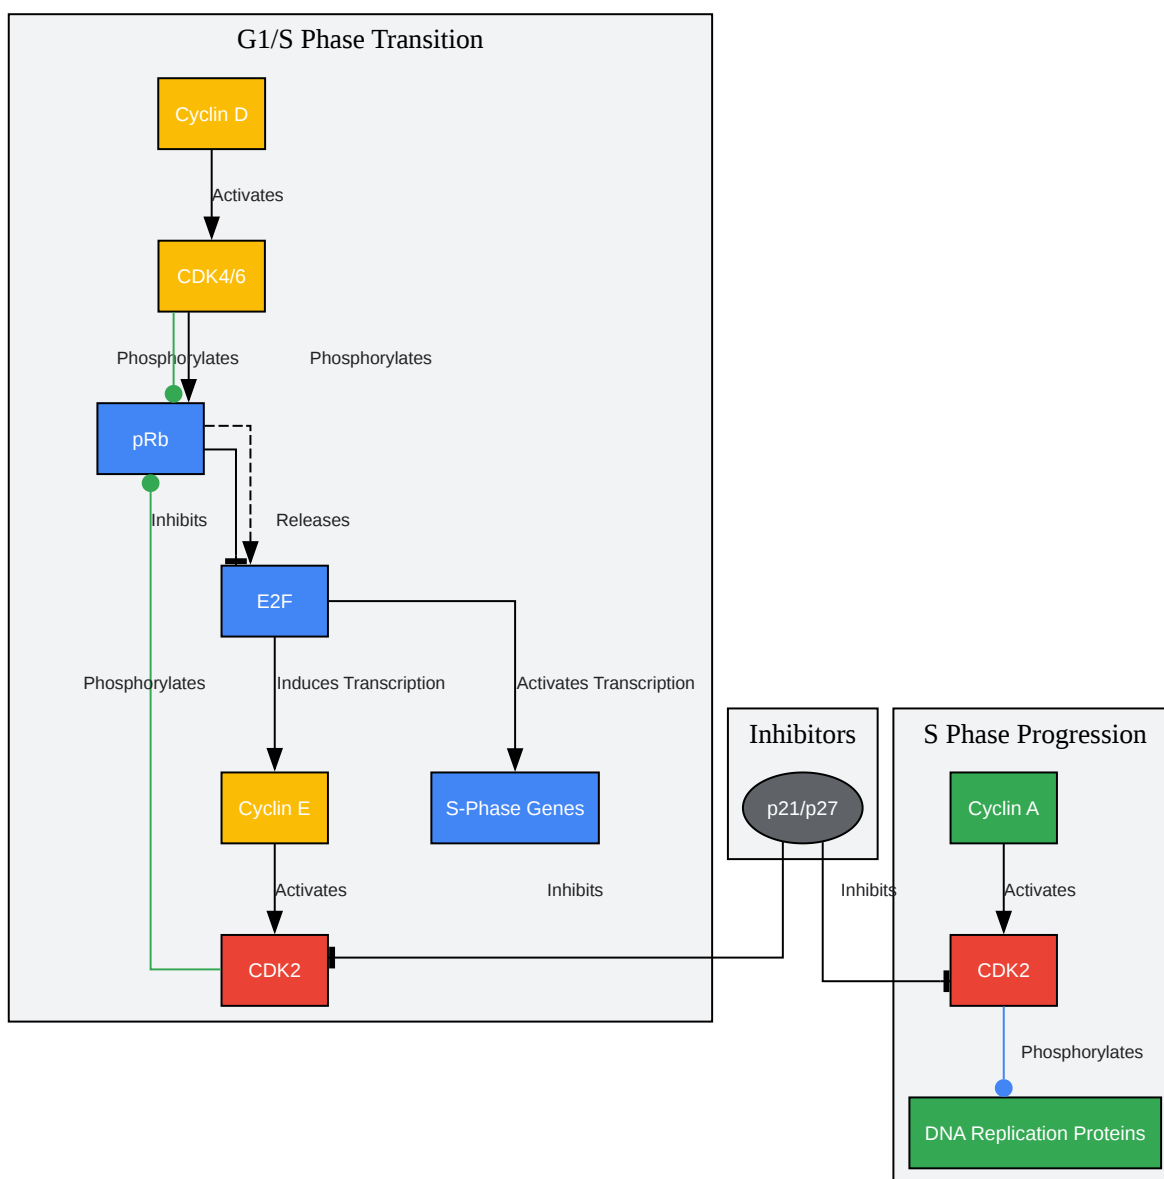 G1/S Phase Transition
Cyclin D
Activates
CDK4/6
Phosphorylates
Phosphorylates
pRb
Inhibits
Releases
E2F
Phosphorylates
Induces Transcription
Activates Transcription
Inhibitors
S Phase Progression
Cyclin E
S-Phase Genes
p21/p27
Cyclin A
Activates
Inhibits
Inhibits
Activates
CDK2
CDK2
Phosphorylates
DNA Replication Proteins